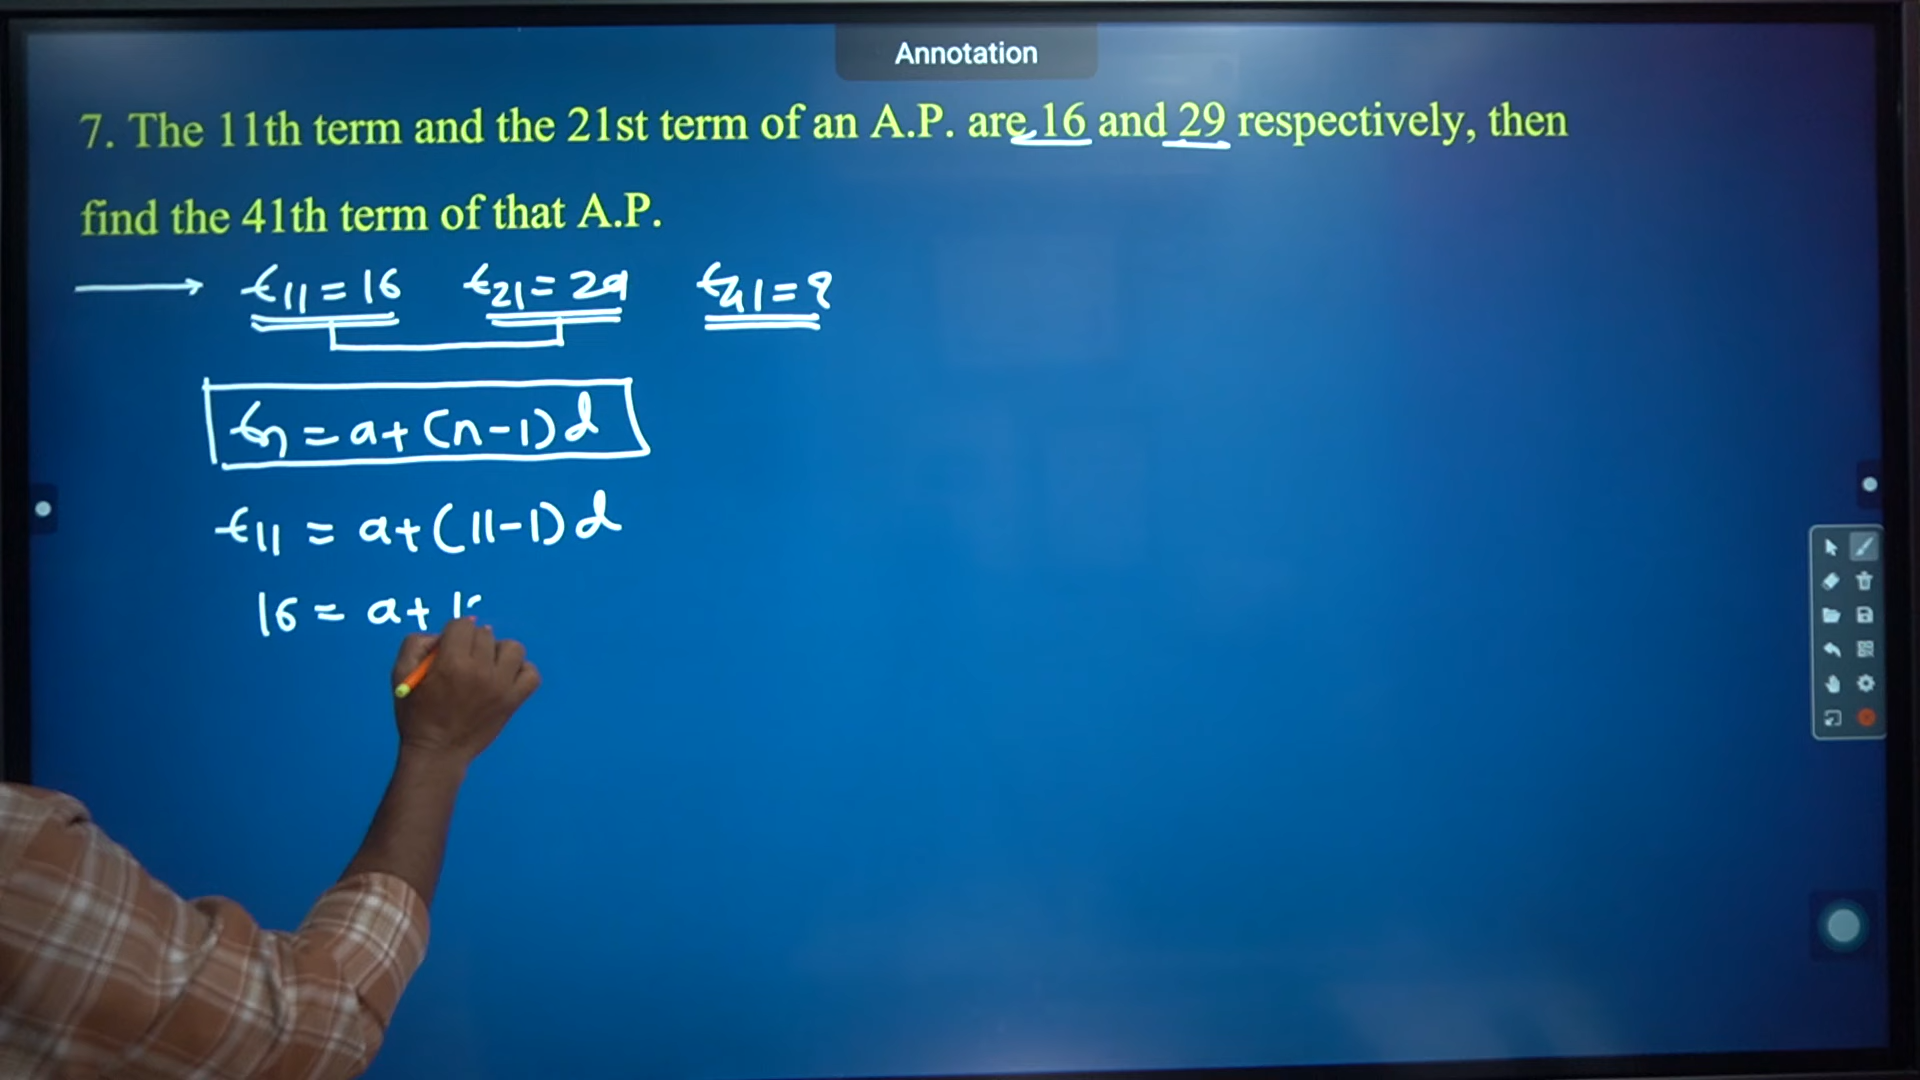 Annotation
7. The 11th term and the 21st term of an A.P. are 16 and 29 respectively, then
find the 41th term of that A.P.
t11 = 16 t21 = 29 t41 = ?
tn = a + (n-1) d
t11 = a + (11-1) d
16 = a + 1